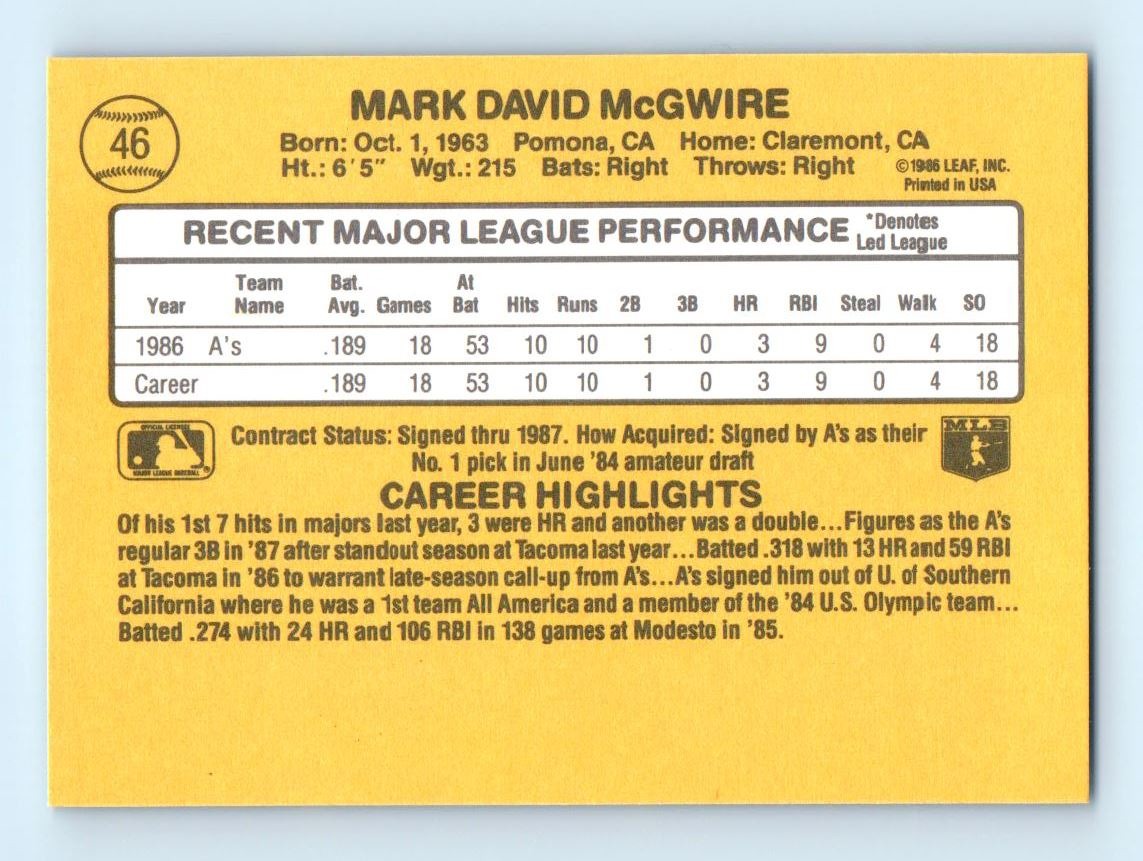 46
MARK DAVID McGWIRE
Born: Oct. 1, 1963 Pomona, CA Home: Claremont, CA
Ht.: 6'5" Wgt.: 215 Bats: Right Throws: Right
©1986 LEAF, INC.
Printed in USA
RECENT MAJOR LEAGUE PERFORMANCE
*Denotes
Led League
Year Team Name Bat. Avg. Games At Bat Hits Runs 2B 3B HR RBI Steal Walk SO
1986 A's .189 18 53 10 10 1 0 3 9 0 4 18
Career .189 18 53 10 10 1 0 3 9 0 4 18
OFFICIAL LICENSEE
MAJOR LEAGUE BASEBALL
®
Contract Status: Signed thru 1987. How Acquired: Signed by A's as their
No. 1 pick in June '84 amateur draft
MLB
CAREER HIGHLIGHTS
Of his 1st 7 hits in majors last year, 3 were HR and another was a double...Figures as the A's
regular 3B in '87 after standout season at Tacoma last year...Batted .318 with 13 HR and 59 RBI
at Tacoma in '86 to warrant late-season call-up from A's...A's signed him out of U. of Southern
California where he was a 1st team All America and a member of the '84 U.S. Olympic team...
Batted .274 with 24 HR and 106 RBI in 138 games at Modesto in '85.